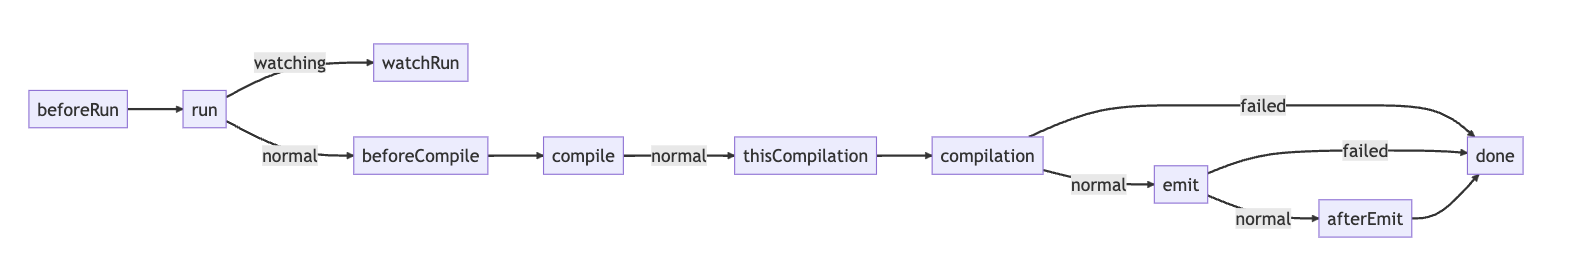 beforeRun
run
watching
watchRun
normal
beforeCompile
compile
normal
thisCompilation
compilation
failed
normal
emit
failed
normal
afterEmit
done